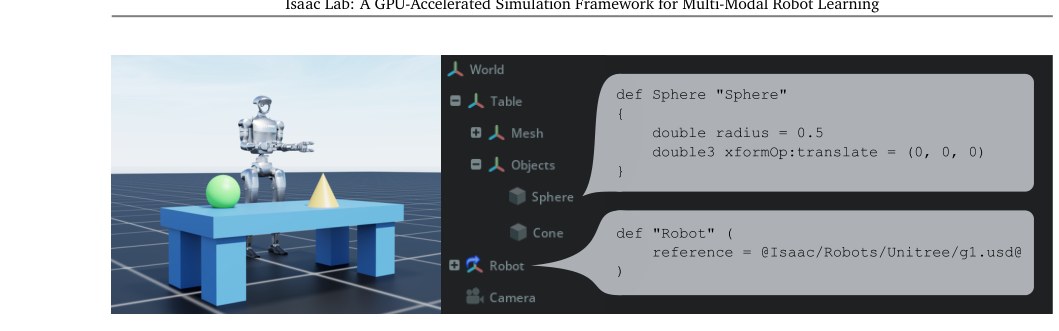 Isaac Lab: A GPU-Accelerated Simulation Framework for Multi-Modal Robot Learning
World
Table
Mesh
Objects
Sphere
Cone
Robot
Camera
def Sphere "Sphere"
{
double radius = 0.5
double3 xformOp:translate = (0, 0, 0)
}
def "Robot" (
reference = @Isaac/Robots/Unitree/g1.usd@
)